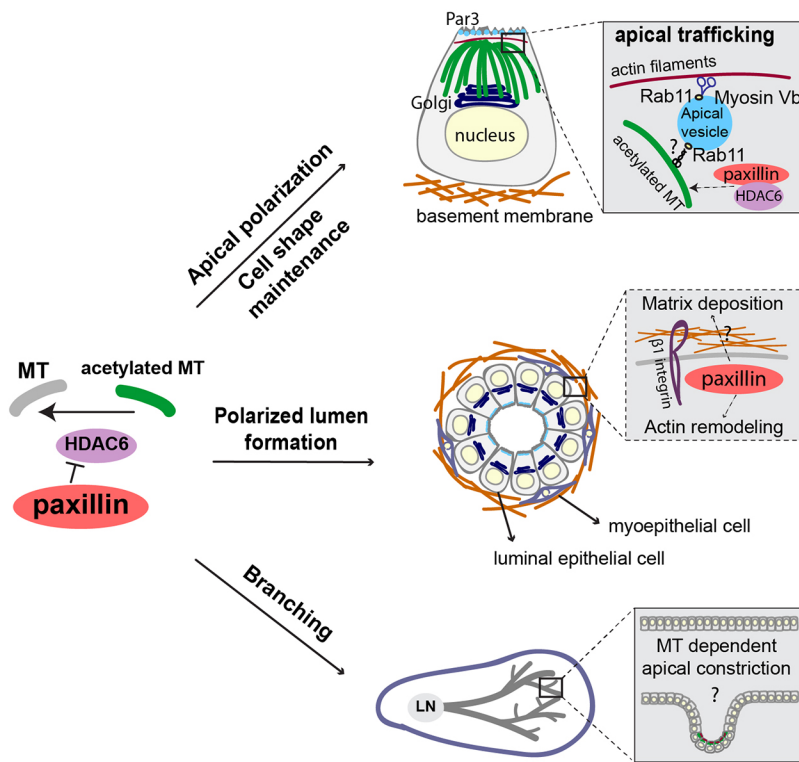 Par3
Golgi
nucleus
basement membrane
apical trafficking
actin filaments
Rab11
Myosin Vb
Apical
vesicle
?
Rab11
acetylated MT
paxillin
HDAC6
Apical polarization
Cell shape
maintenance
MT
acetylated MT
HDAC6
paxillin
Polarized lumen
formation
myoepithelial cell
luminal epithelial cell
Matrix deposition
?
β1 integrin
paxillin
Actin remodeling
Branching
LN
MT dependent
apical constriction
?